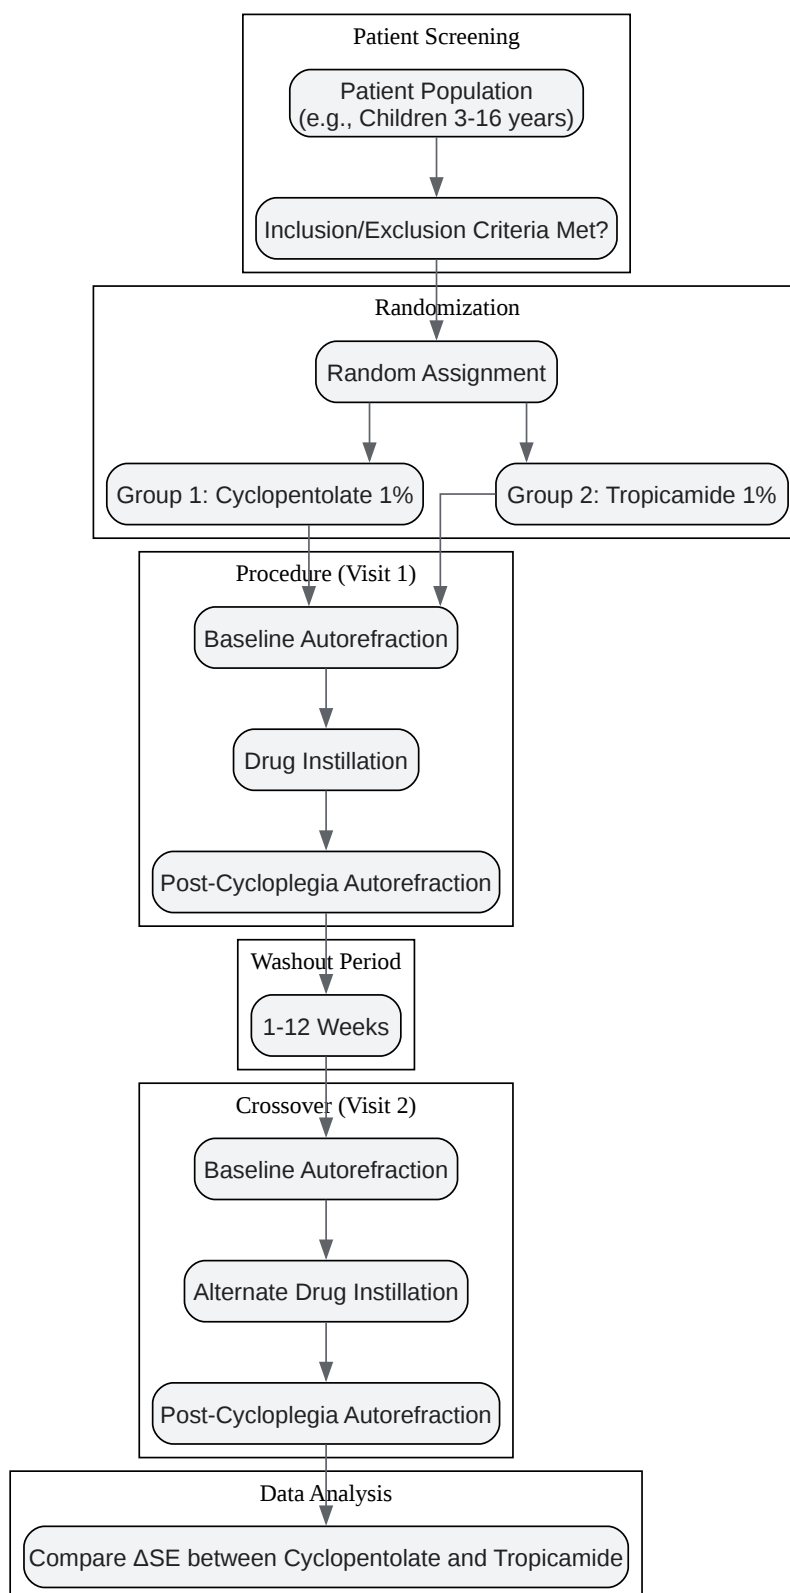 Patient Screening
Patient Population
(e.g., Children 3-16 years)
Inclusion/Exclusion Criteria Met?
Randomization
Random Assignment
Group 1: Cyclopentolate 1%
Group 2: Tropicamide 1%
Procedure (Visit 1)
Baseline Autorefraction
Drug Instillation
Post-Cycloplegia Autorefraction
Washout Period
1-12 Weeks
Crossover (Visit 2)
Baseline Autorefraction
Alternate Drug Instillation
Post-Cycloplegia Autorefraction
Data Analysis
Compare ΔSE between Cyclopentolate and Tropicamide